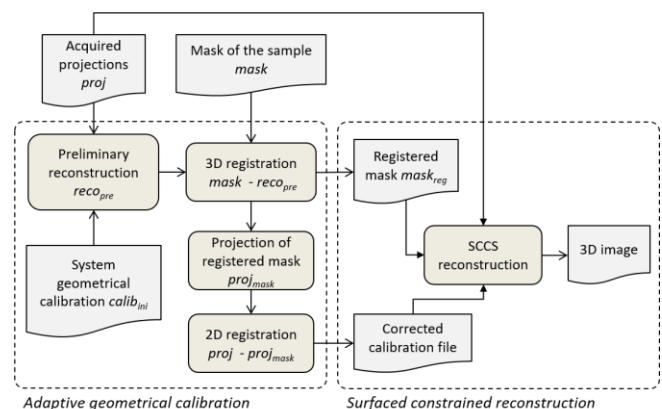 Acquired
projections
proj
Mask of the sample
mask
Preliminary
reconstruction
reco_pre
3D registration
mask - reco_pre
Registered
mask mask_reg
System
geometrical
calibration calib_ini
Projection of
registered mask
proj_mask
SCCS
reconstruction
3D image
2D registration
proj - proj_mask
Corrected
calibration file
Adaptive geometrical calibration
Surfaced constrained reconstruction